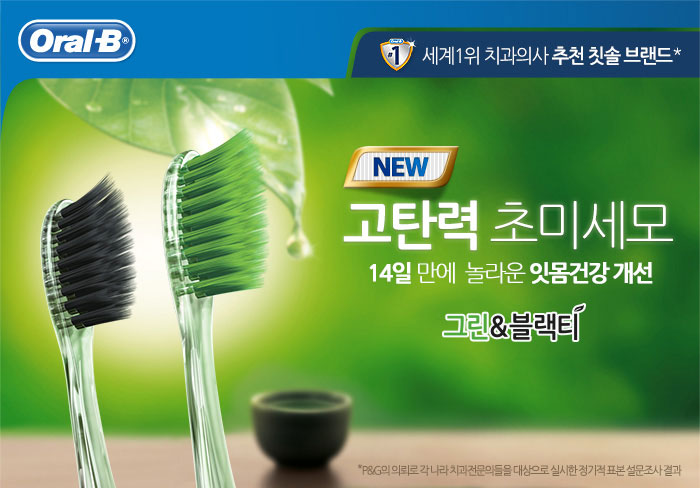 Oral-B®
#1 세계1위 치과의사 추천 칫솔 브랜드*
NEW
고탄력 초미세모
14일 만에 놀라운 잇몸건강 개선
그린&블랙티
*P&G의 의뢰로 각 나라 치과전문의들을 대상으로 실시한 정기적 표본 설문조사 결과